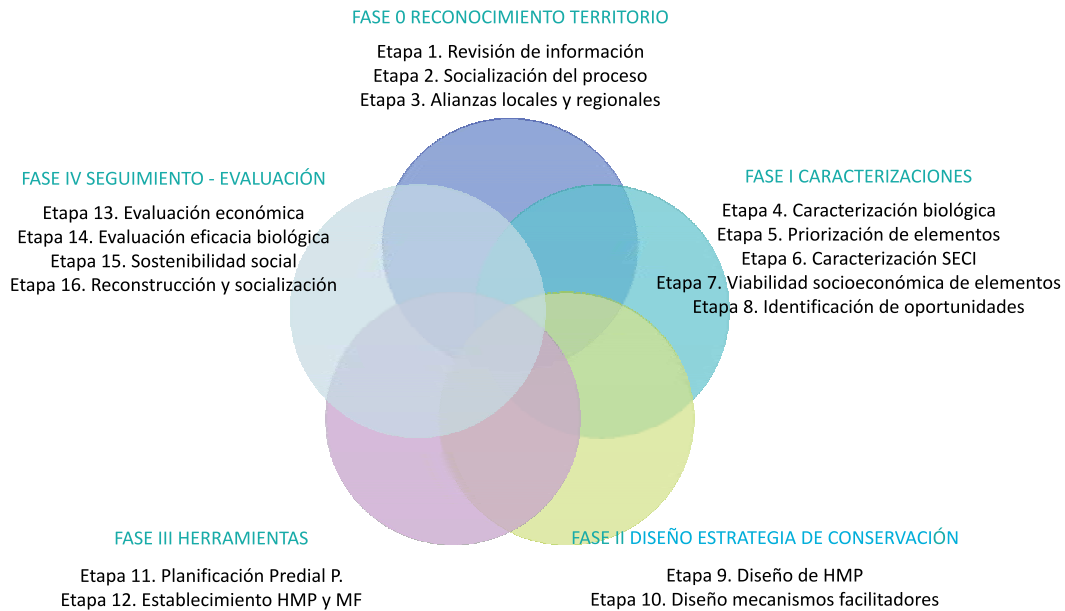 FASE 0 RECONOCIMIENTO TERRITORIO
Etapa 1. Revisión de información
Etapa 2. Socialización del proceso
Etapa 3. Alianzas locales y regionales
FASE I CARACTERIZACIONES
Etapa 4. Caracterización biológica
Etapa 5. Priorización de elementos
Etapa 6. Caracterización SECI
Etapa 7. Viabilidad socioeconómica de elementos
Etapa 8. Identificación de oportunidades
FASE II DISEÑO ESTRATEGIA DE CONSERVACIÓN
Etapa 9. Diseño de HMP
Etapa 10. Diseño mecanismos facilitadores
FASE III HERRAMIENTAS
Etapa 11. Planificación Predial P.
Etapa 12. Establecimiento HMP y MF
FASE IV SEGUIMIENTO - EVALUACIÓN
Etapa 13. Evaluación económica
Etapa 14. Evaluación eficacia biológica
Etapa 15. Sostenibilidad social
Etapa 16. Reconstrucción y socialización